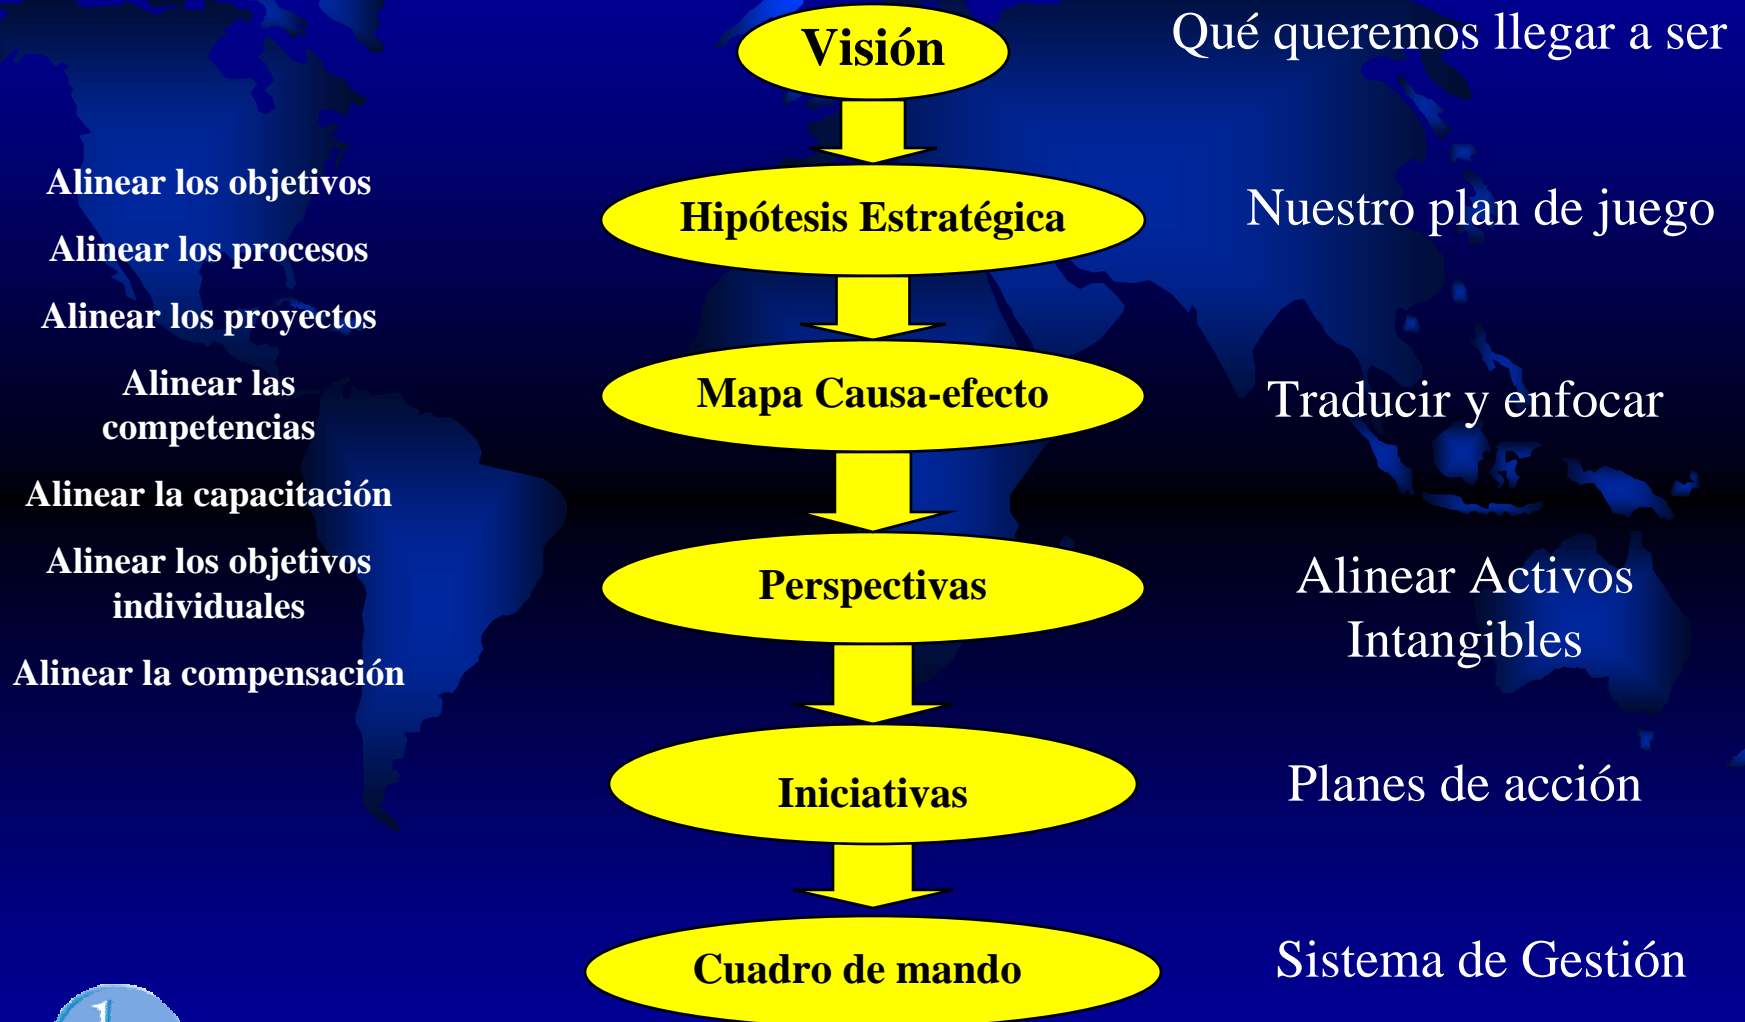 Visión
Qué queremos llegar a ser
Alinear los objetivos
Alinear los procesos
Alinear los proyectos
Alinear las
competencias
Alinear la capacitación
Alinear los objetivos
individuales
Alinear la compensación
Hipótesis Estratégica
Nuestro plan de juego
Mapa Causa-efecto
Traducir y enfocar
Perspectivas
Alinear Activos
Intangibles
Iniciativas
Planes de acción
Cuadro de mando
Sistema de Gestión